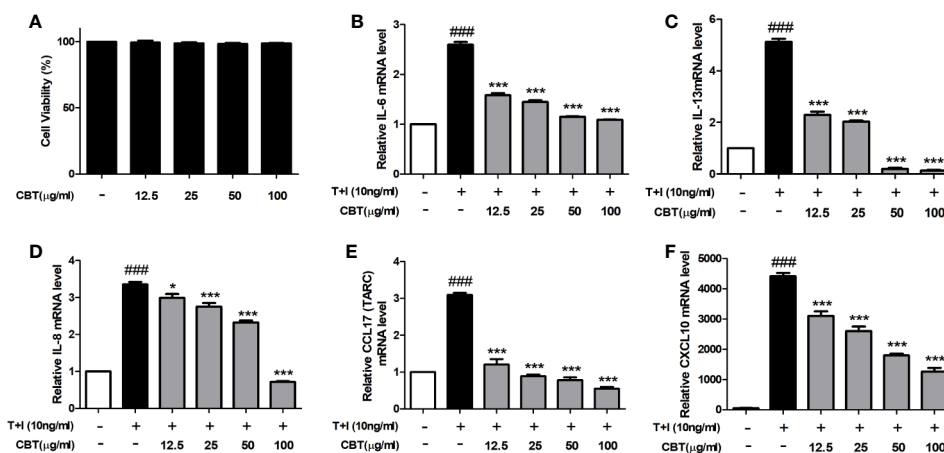 A
Cell Viability (%)
100
50
0
CBT(μg/ml)
- 12.5 25 50 100
B
Relative IL-6 mRNA level
3
2
1
0
###
*** *** *** ***
T+I (10ng/ml) - + + + + +
CBT(μg/ml) - - 12.5 25 50 100
C
Relative IL-13mRNA level
6
4
2
0
###
*** *** *** ***
T+I (10ng/ml) - + + + + +
CBT(μg/ml) - - 12.5 25 50 100
D
Relative IL-8 mRNA level
4
3
2
1
0
###
* *** *** ***
T+I (10ng/ml) - + + + + +
CBT(μg/ml) - - 12.5 25 50 100
E
Relative CCL17 (TARC)
mRNA level
4
3
2
1
0
###
*** *** *** ***
T+I (10ng/ml) - + + + + +
CBT(μg/ml) - - 12.5 25 50 100
F
Relative CXCL10 mRNA level
5000
4000
3000
2000
1000
0
###
*** *** *** ***
T+I (10ng/ml) - + + + + +
CBT(μg/ml) - - 12.5 25 50 100